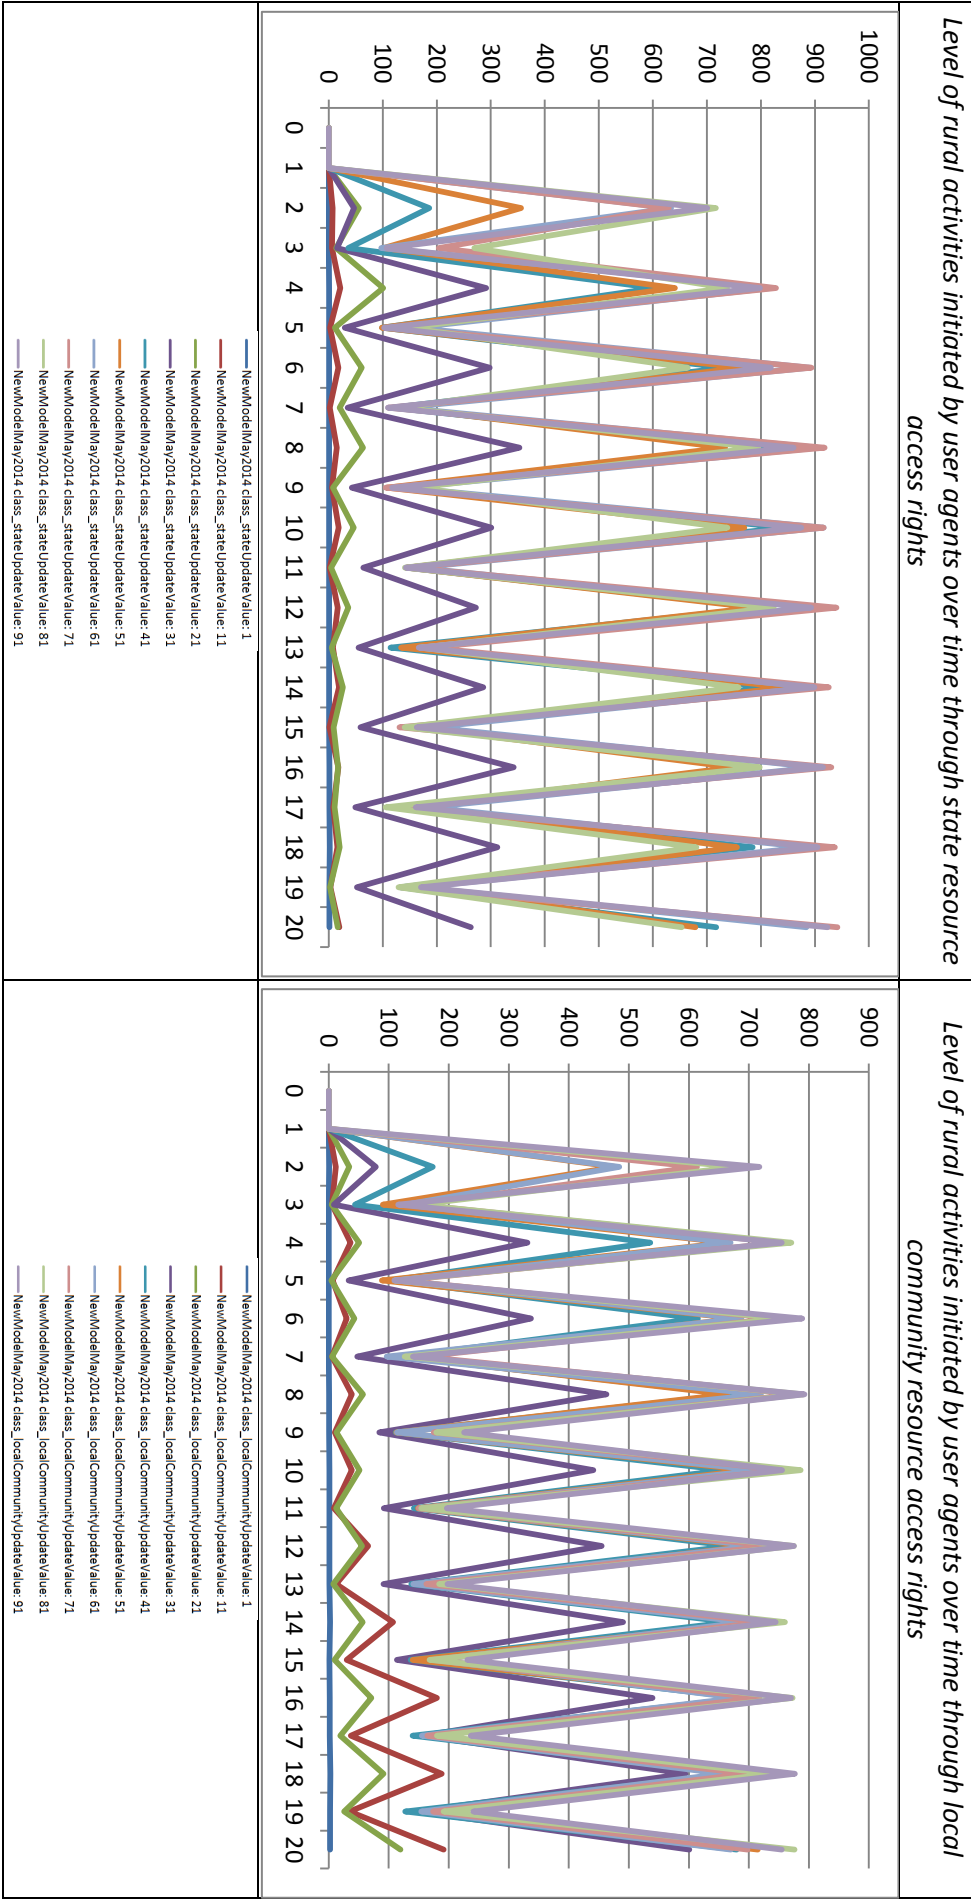 Level of rural activities initiated by user agents over time through state resource
access rights
1000
900
800
700
600
500
400
300
200
100
0
0 1 2 3 4 5 6 7 8 9 10 11 12 13 14 15 16 17 18 19 20
NewModelMay2014 class_stateUpdateValue: 1
NewModelMay2014 class_stateUpdateValue: 11
NewModelMay2014 class_stateUpdateValue: 21
NewModelMay2014 class_stateUpdateValue: 31
NewModelMay2014 class_stateUpdateValue: 41
NewModelMay2014 class_stateUpdateValue: 51
NewModelMay2014 class_stateUpdateValue: 61
NewModelMay2014 class_stateUpdateValue: 71
NewModelMay2014 class_stateUpdateValue: 81
NewModelMay2014 class_stateUpdateValue: 91
Level of rural activities initiated by user agents over time through local
community resource access rights
900
800
700
600
500
400
300
200
100
0
0 1 2 3 4 5 6 7 8 9 10 11 12 13 14 15 16 17 18 19 20
NewModelMay2014 class_localCommunityUpdateValue: 1
NewModelMay2014 class_localCommunityUpdateValue: 11
NewModelMay2014 class_localCommunityUpdateValue: 21
NewModelMay2014 class_localCommunityUpdateValue: 31
NewModelMay2014 class_localCommunityUpdateValue: 41
NewModelMay2014 class_localCommunityUpdateValue: 51
NewModelMay2014 class_localCommunityUpdateValue: 61
NewModelMay2014 class_localCommunityUpdateValue: 71
NewModelMay2014 class_localCommunityUpdateValue: 81
NewModelMay2014 class_localCommunityUpdateValue: 91